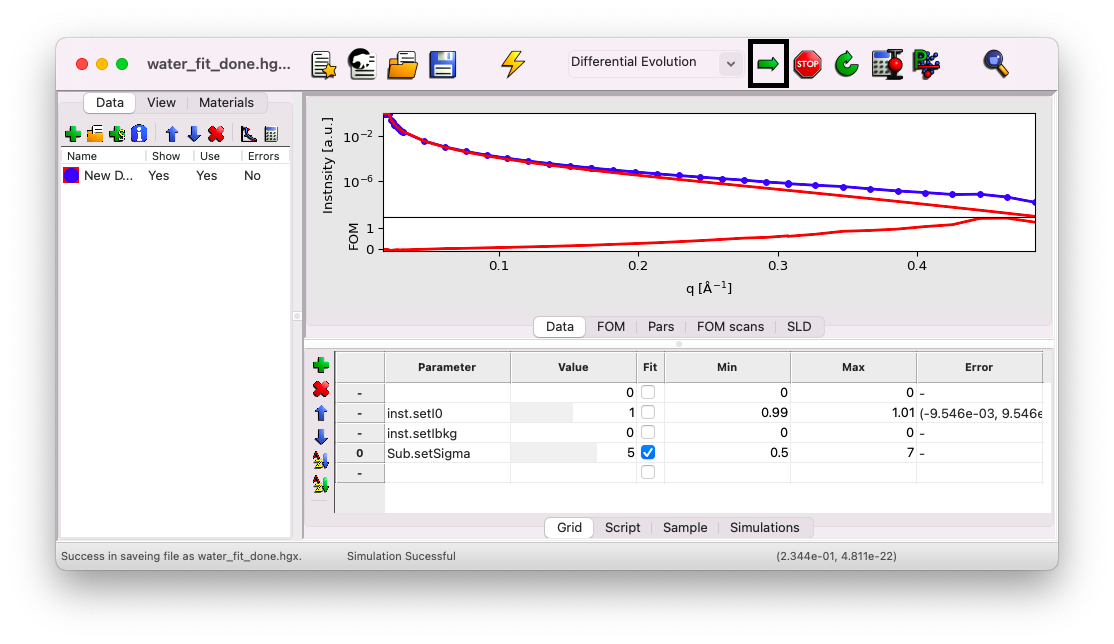 water_fit_done.hg...
Differential Evolution
STOP
Data View Materials
Name Show Use Errors
New D... Yes Yes No
Instnsity [a.u.]
10−2
10−6
FOM
1
0
0.1 0.2 0.3 0.4
q [Å−1]
Data FOM Pars FOM scans SLD
Parameter Value Fit Min Max Error
- 0 0 0 -
- inst.setI0 1 0.99 1.01 (-9.546e-03, 9.546e
- inst.setIbkg 0 0 0 -
0 Sub.setSigma 5 0.5 7 -
-
Grid Script Sample Simulations
Success in saveing file as water_fit_done.hgx. Simulation Sucessful (2.344e-01, 4.811e-22)